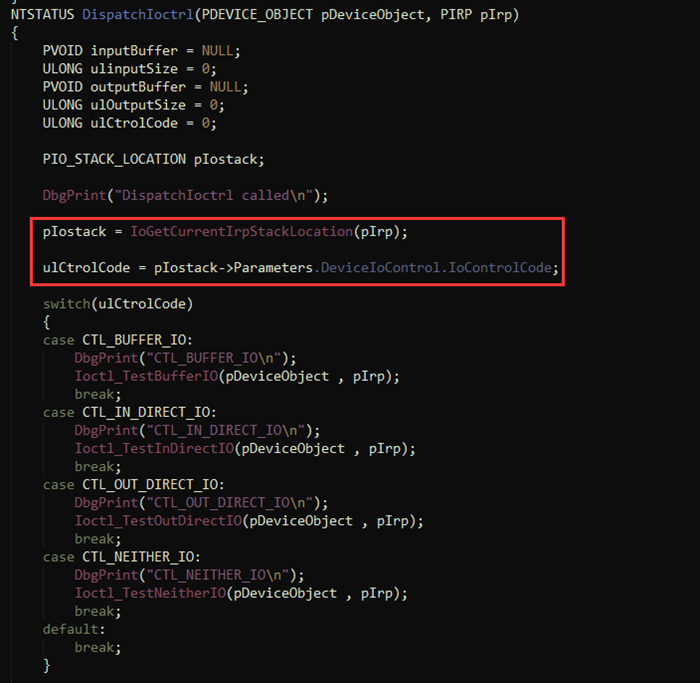 NTSTATUS DispatchIoctrl(PDEVICE_OBJECT pDeviceObject, PIRP pIrp)
{
PVOID inputBuffer = NULL;
ULONG ulinputSize = 0;
PVOID outputBuffer = NULL;
ULONG ulOutputSize = 0;
ULONG ulCtrolCode = 0;
PIO_STACK_LOCATION pIostack;
DbgPrint("DispatchIoctrl called\n");
pIostack = IoGetCurrentIrpStackLocation(pIrp);
ulCtrolCode = pIostack->Parameters.DeviceIoControl.IoControlCode;
switch(ulCtrolCode)
{
case CTL_BUFFER_IO:
DbgPrint("CTL_BUFFER_IO\n");
Ioctl_TestBufferIO(pDeviceObject , pIrp);
break;
case CTL_IN_DIRECT_IO:
DbgPrint("CTL_IN_DIRECT_IO\n");
Ioctl_TestInDirectIO(pDeviceObject , pIrp);
break;
case CTL_OUT_DIRECT_IO:
DbgPrint("CTL_OUT_DIRECT_IO\n");
Ioctl_TestOutDirectIO(pDeviceObject , pIrp);
break;
case CTL_NEITHER_IO:
DbgPrint("CTL_NEITHER_IO\n");
Ioctl_TestNeitherIO(pDeviceObject , pIrp);
break;
default:
break;
}